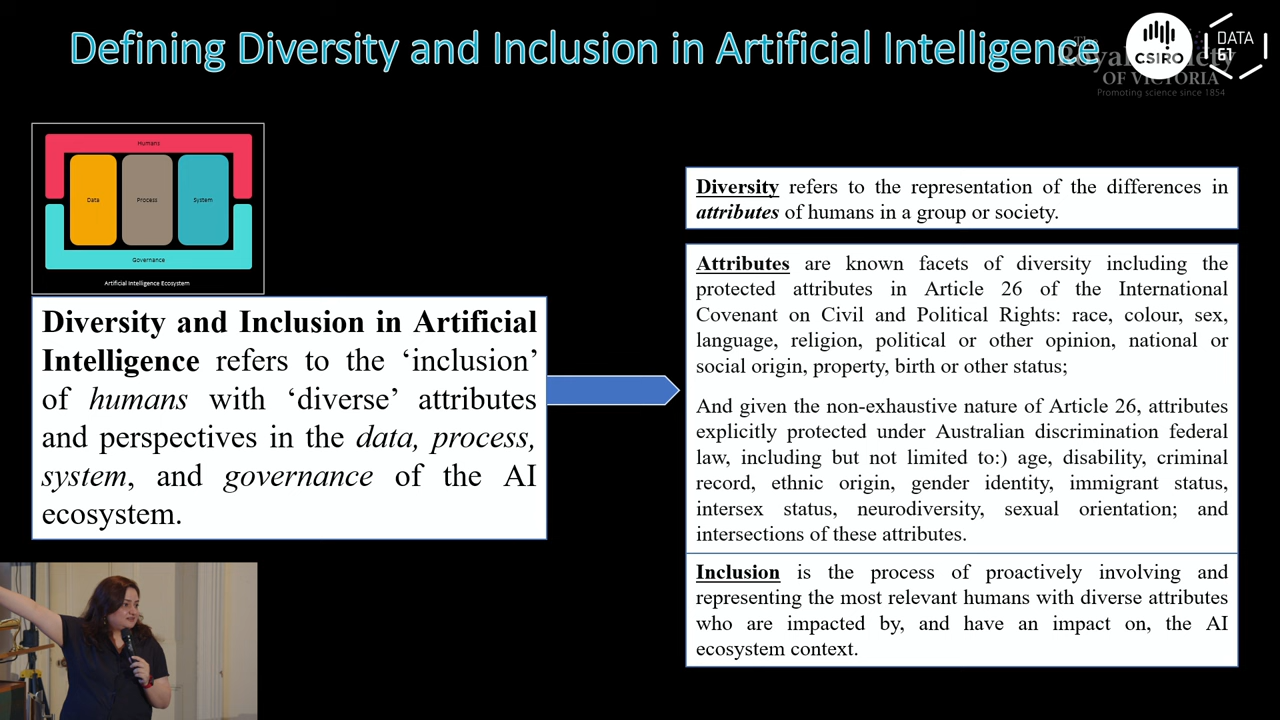 Defining Diversity and Inclusion in Artificial Intelligence
The
Royal Society
OF VICTORIA
Promoting science since 1854
CSIRO
DATA
61
Humans
Data
Process
System
Governance
Artificial Intelligence Ecosystem
Diversity and Inclusion in Artificial
Intelligence refers to the ‘inclusion’
of humans with ‘diverse’ attributes
and perspectives in the data, process,
system, and governance of the AI
ecosystem.
Diversity refers to the representation of the differences in
attributes of humans in a group or society.
Attributes are known facets of diversity including the
protected attributes in Article 26 of the International
Covenant on Civil and Political Rights: race, colour, sex,
language, religion, political or other opinion, national or
social origin, property, birth or other status;
And given the non-exhaustive nature of Article 26, attributes
explicitly protected under Australian discrimination federal
law, including but not limited to:) age, disability, criminal
record, ethnic origin, gender identity, immigrant status,
intersex status, neurodiversity, sexual orientation; and
intersections of these attributes.
Inclusion is the process of proactively involving and
representing the most relevant humans with diverse attributes
who are impacted by, and have an impact on, the AI
ecosystem context.